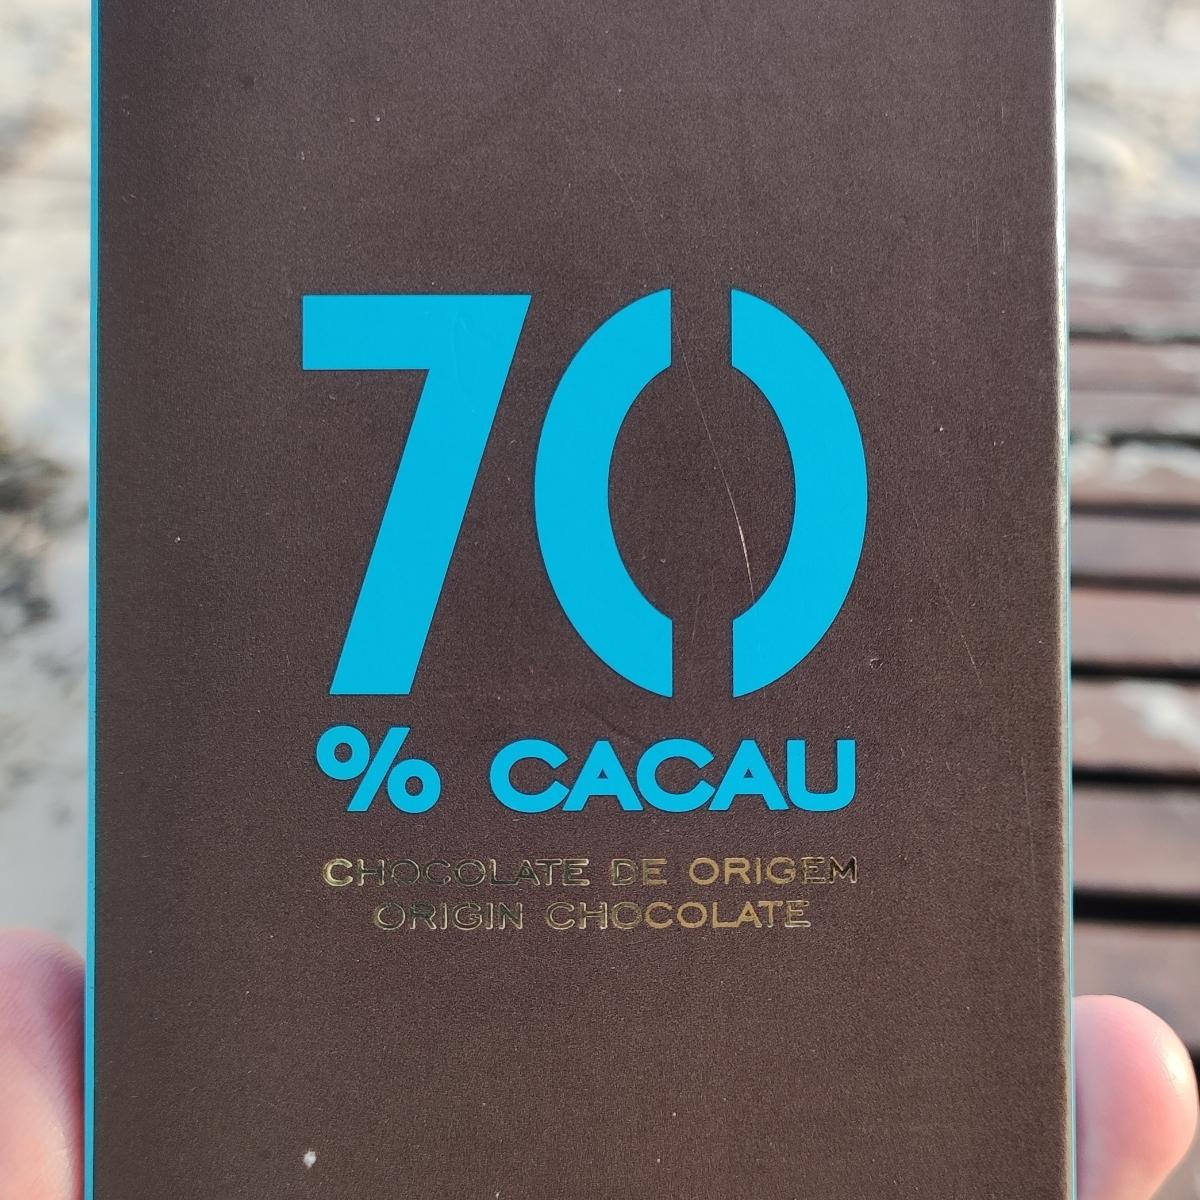 70
% CACAU
CHOCOLATE DE ORIGEM
ORIGIN CHOCOLATE